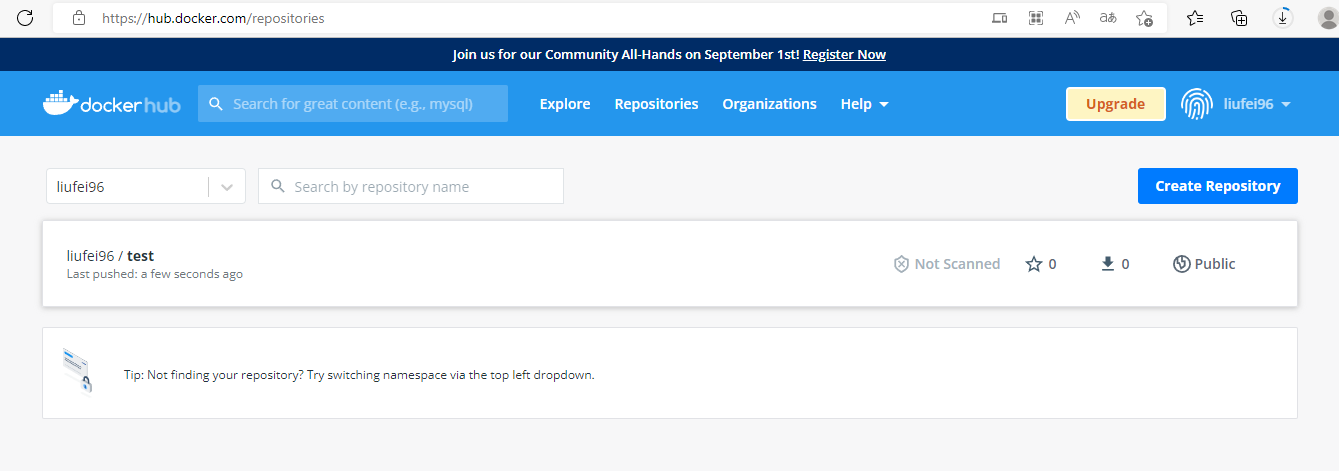 https://hub.docker.com/repositories
Join us for our Community All-Hands on September 1st! Register Now
docker hub
Search for great content (e.g., mysql)
Explore
Repositories
Organizations
Help
Upgrade
liufei96
liufei96
Search by repository name
Create Repository
liufei96 / test
Last pushed: a few seconds ago
Not Scanned
0
0
Public
Tip: Not finding your repository? Try switching namespace via the top left dropdown.